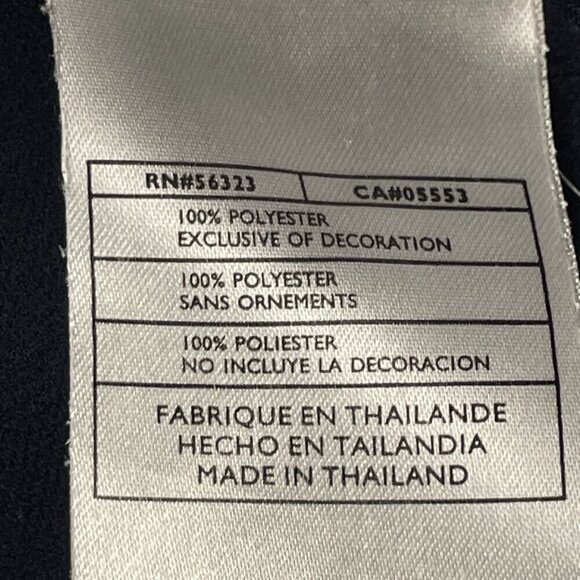 RN#56323 CA#05553
100% POLYESTER
EXCLUSIVE OF DECORATION
100% POLYESTER
SANS ORNEMENTS
100% POLIESTER
NO INCLUYE LA DECORACION
FABRIQUE EN THAILANDE
HECHO EN TAILANDIA
MADE IN THAILAND